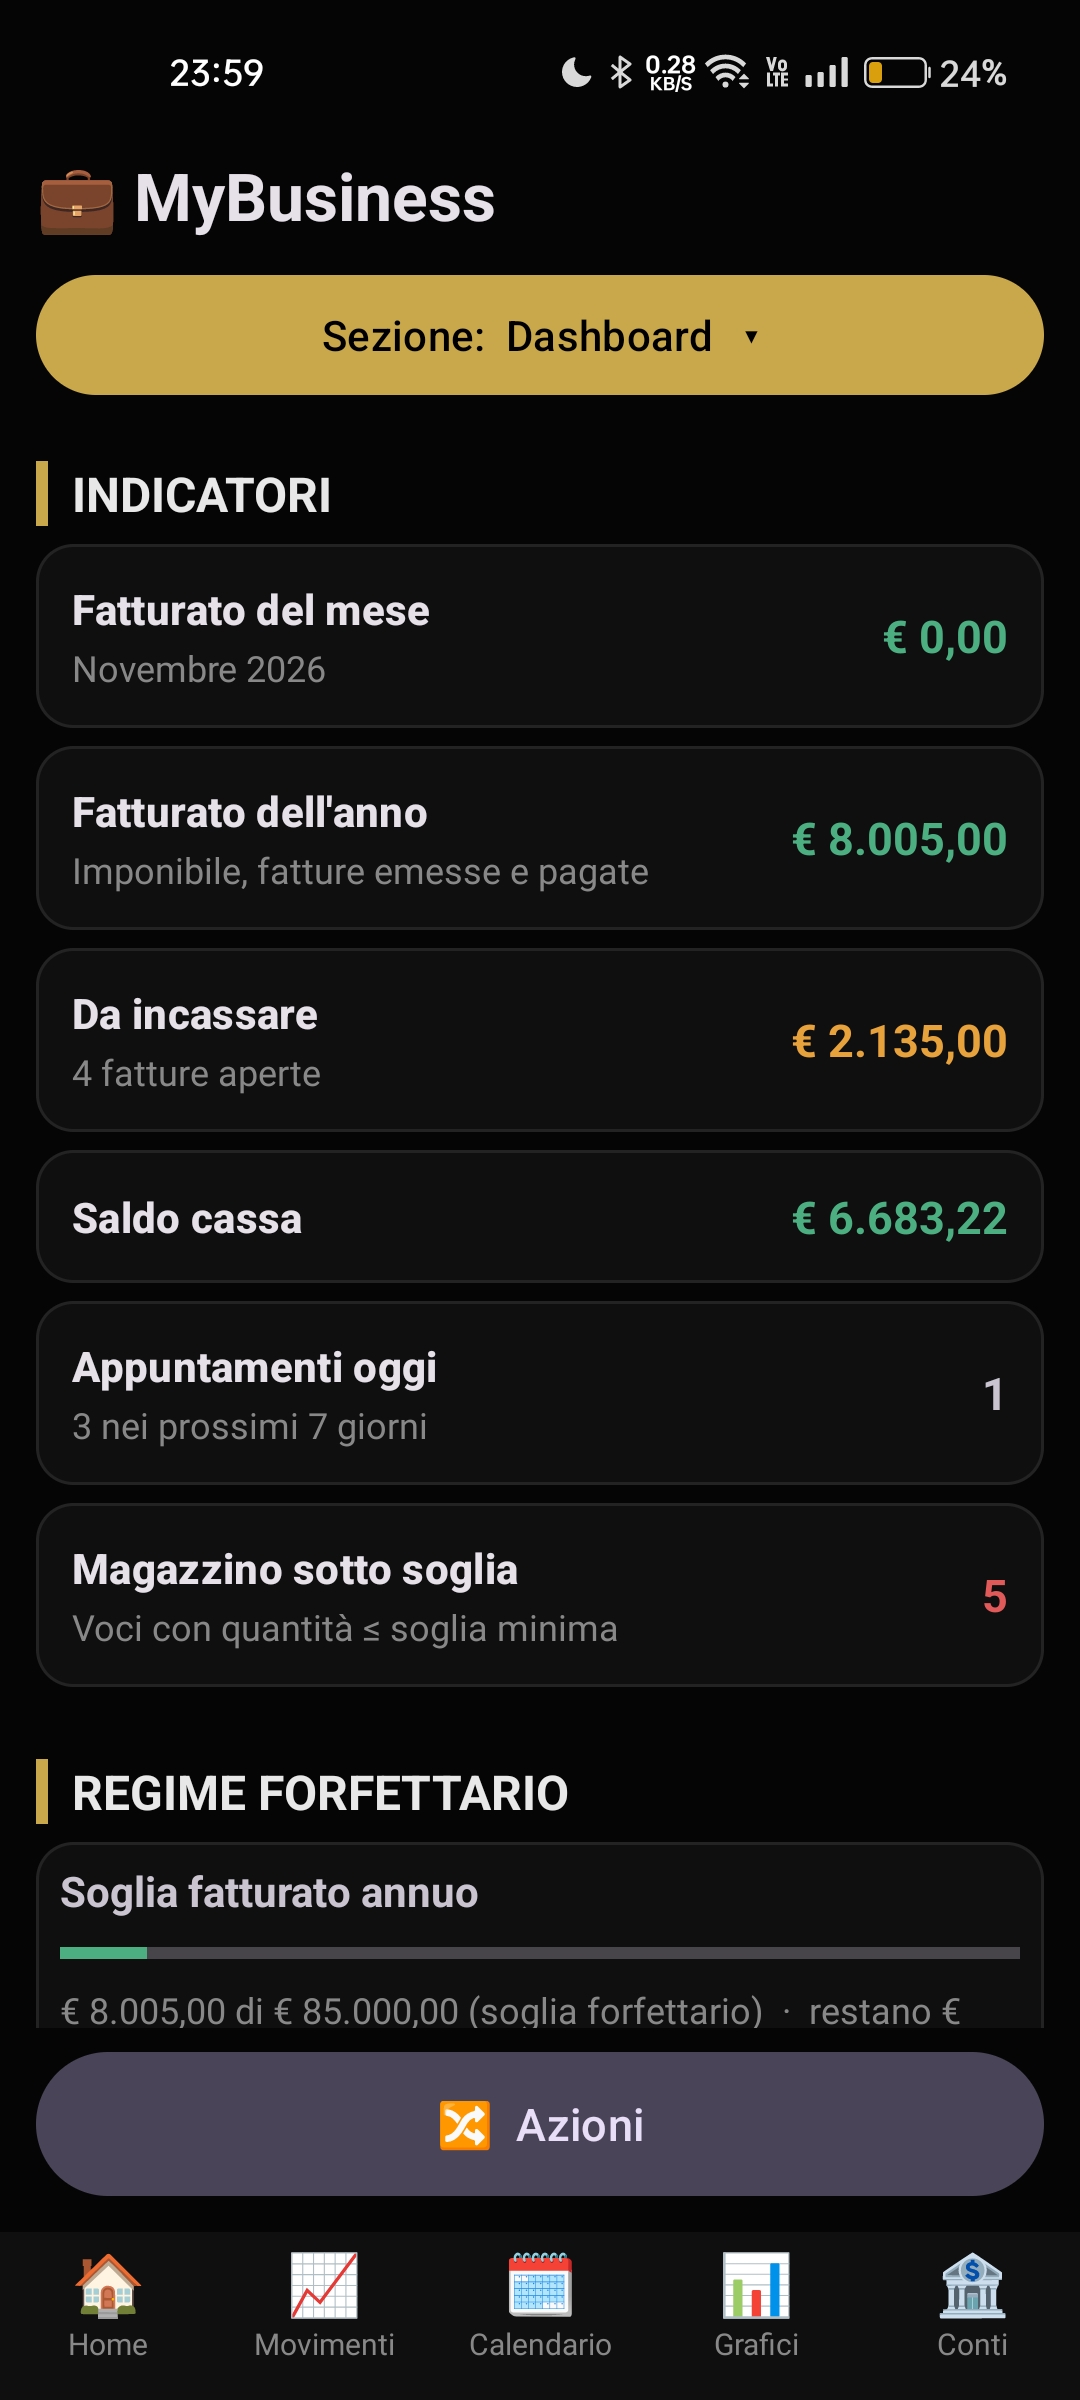 23:59
0.28 KB/S
Vo LTE
24%
MyBusiness
Sezione: Dashboard ▼
INDICATORI
Fatturato del mese
Novembre 2026
€ 0,00
Fatturato dell'anno
Imponibile, fatture emesse e pagate
€ 8.005,00
Da incassare
4 fatture aperte
€ 2.135,00
Saldo cassa
€ 6.683,22
Appuntamenti oggi
3 nei prossimi 7 giorni
1
Magazzino sotto soglia
Voci con quantità ≤ soglia minima
5
REGIME FORFETTARIO
Soglia fatturato annuo
€ 8.005,00 di € 85.000,00 (soglia forfettario) · restano €
Azioni
Home
Movimenti
Calendario
Grafici
Conti